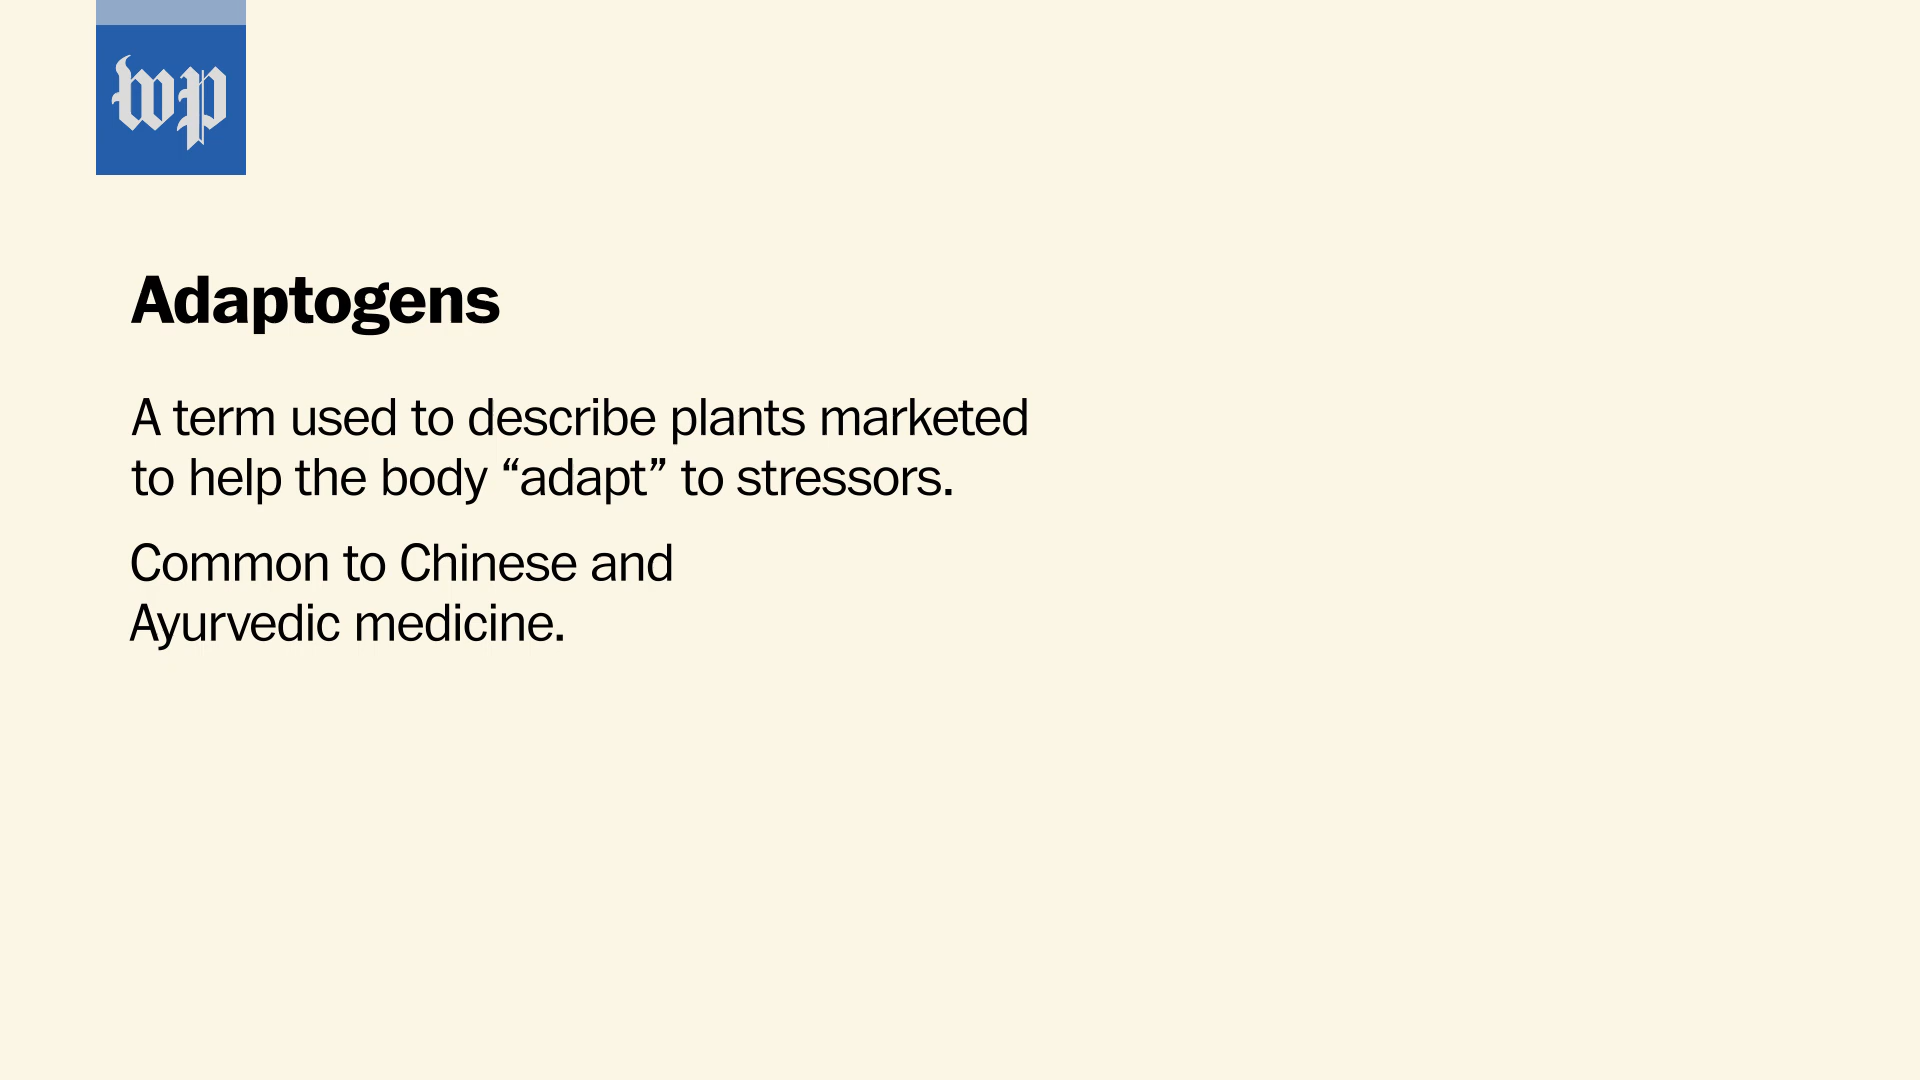 wp
Adaptogens
A term used to describe plants marketed
to help the body “adapt” to stressors.
Common to Chinese and
Ayurvedic medicine.